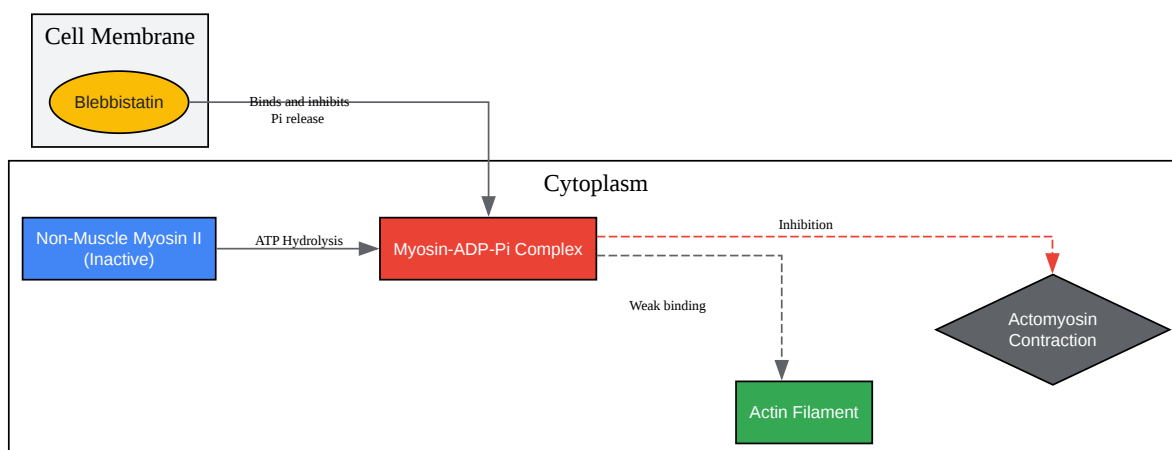 Cell Membrane
Blebbistatin
Binds and inhibits
Pi release
Cytoplasm
Non-Muscle Myosin II
(Inactive)
ATP Hydrolysis
Myosin-ADP-Pi Complex
Inhibition
Weak binding
Actomyosin
Contraction
Actin Filament